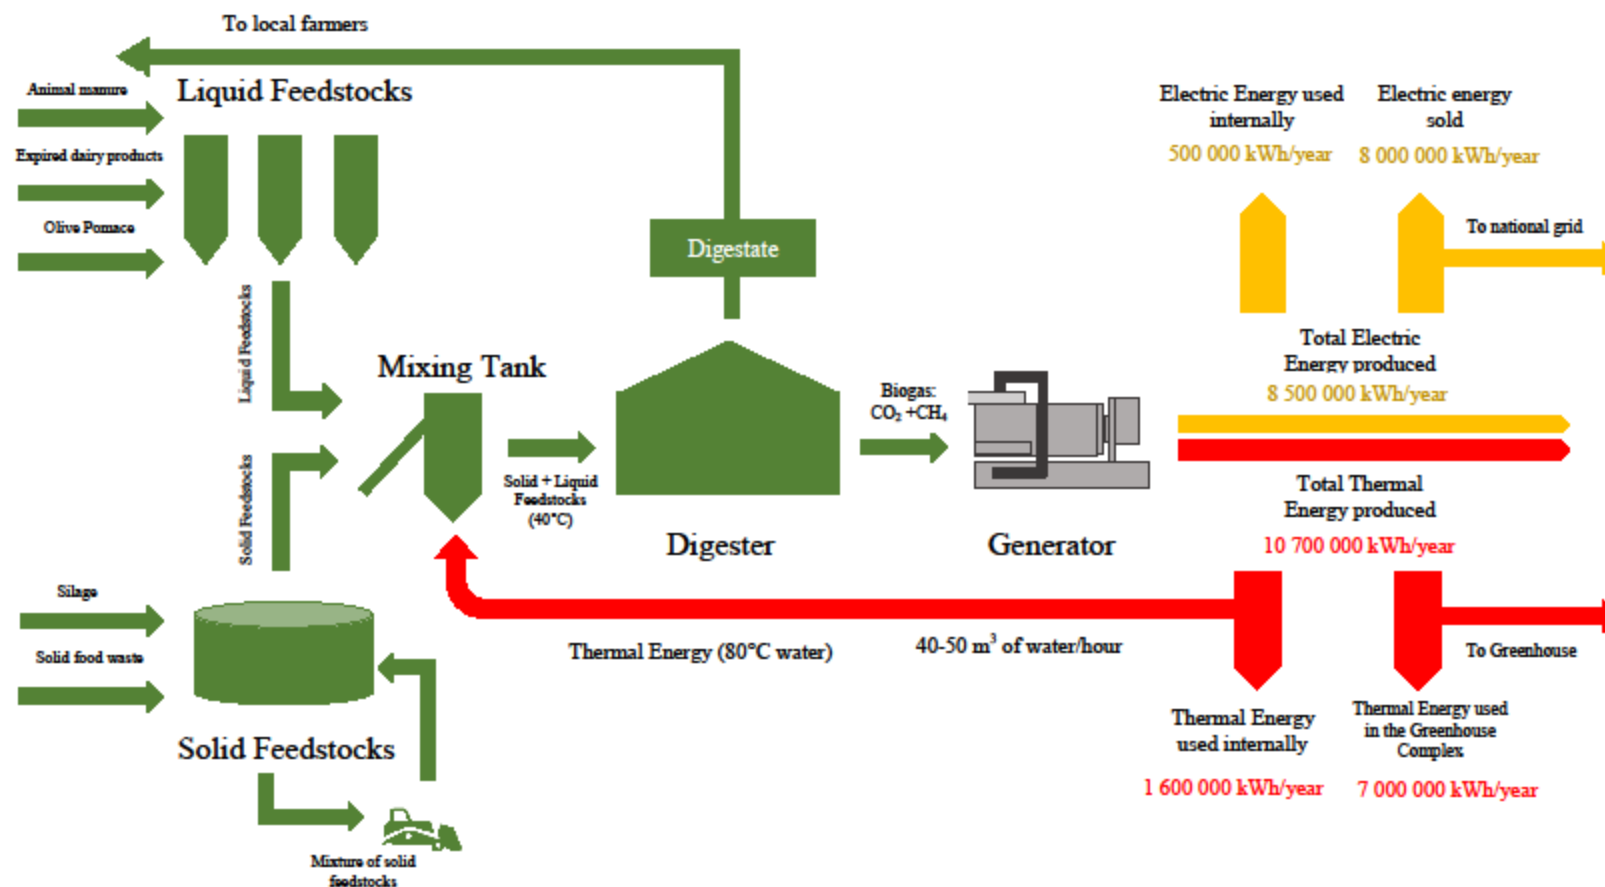 To local farmers
Liquid Feedstocks
Animal manure
Expired dairy products
Olive Pomace
Liquid Feedstocks
Solid Feedstocks
Mixing Tank
Solid + Liquid
Feedstocks
(40°C)
Silage
Solid food waste
Solid Feedstocks
Mixture of solid
feedstocks
Digestate
Digester
Biogas:
CO₂ +CH₄
Generator
Thermal Energy (80°C water)
40-50 m³ of water/hour
Electric Energy used
internally
500 000 kWh/year
Electric energy
sold
8 000 000 kWh/year
To national grid
Total Electric
Energy produced
8 500 000 kWh/year
Total Thermal
Energy produced
10 700 000 kWh/year
To Greenhouse
Thermal Energy
used internally
1 600 000 kWh/year
Thermal Energy used
in the Greenhouse
Complex
7 000 000 kWh/year